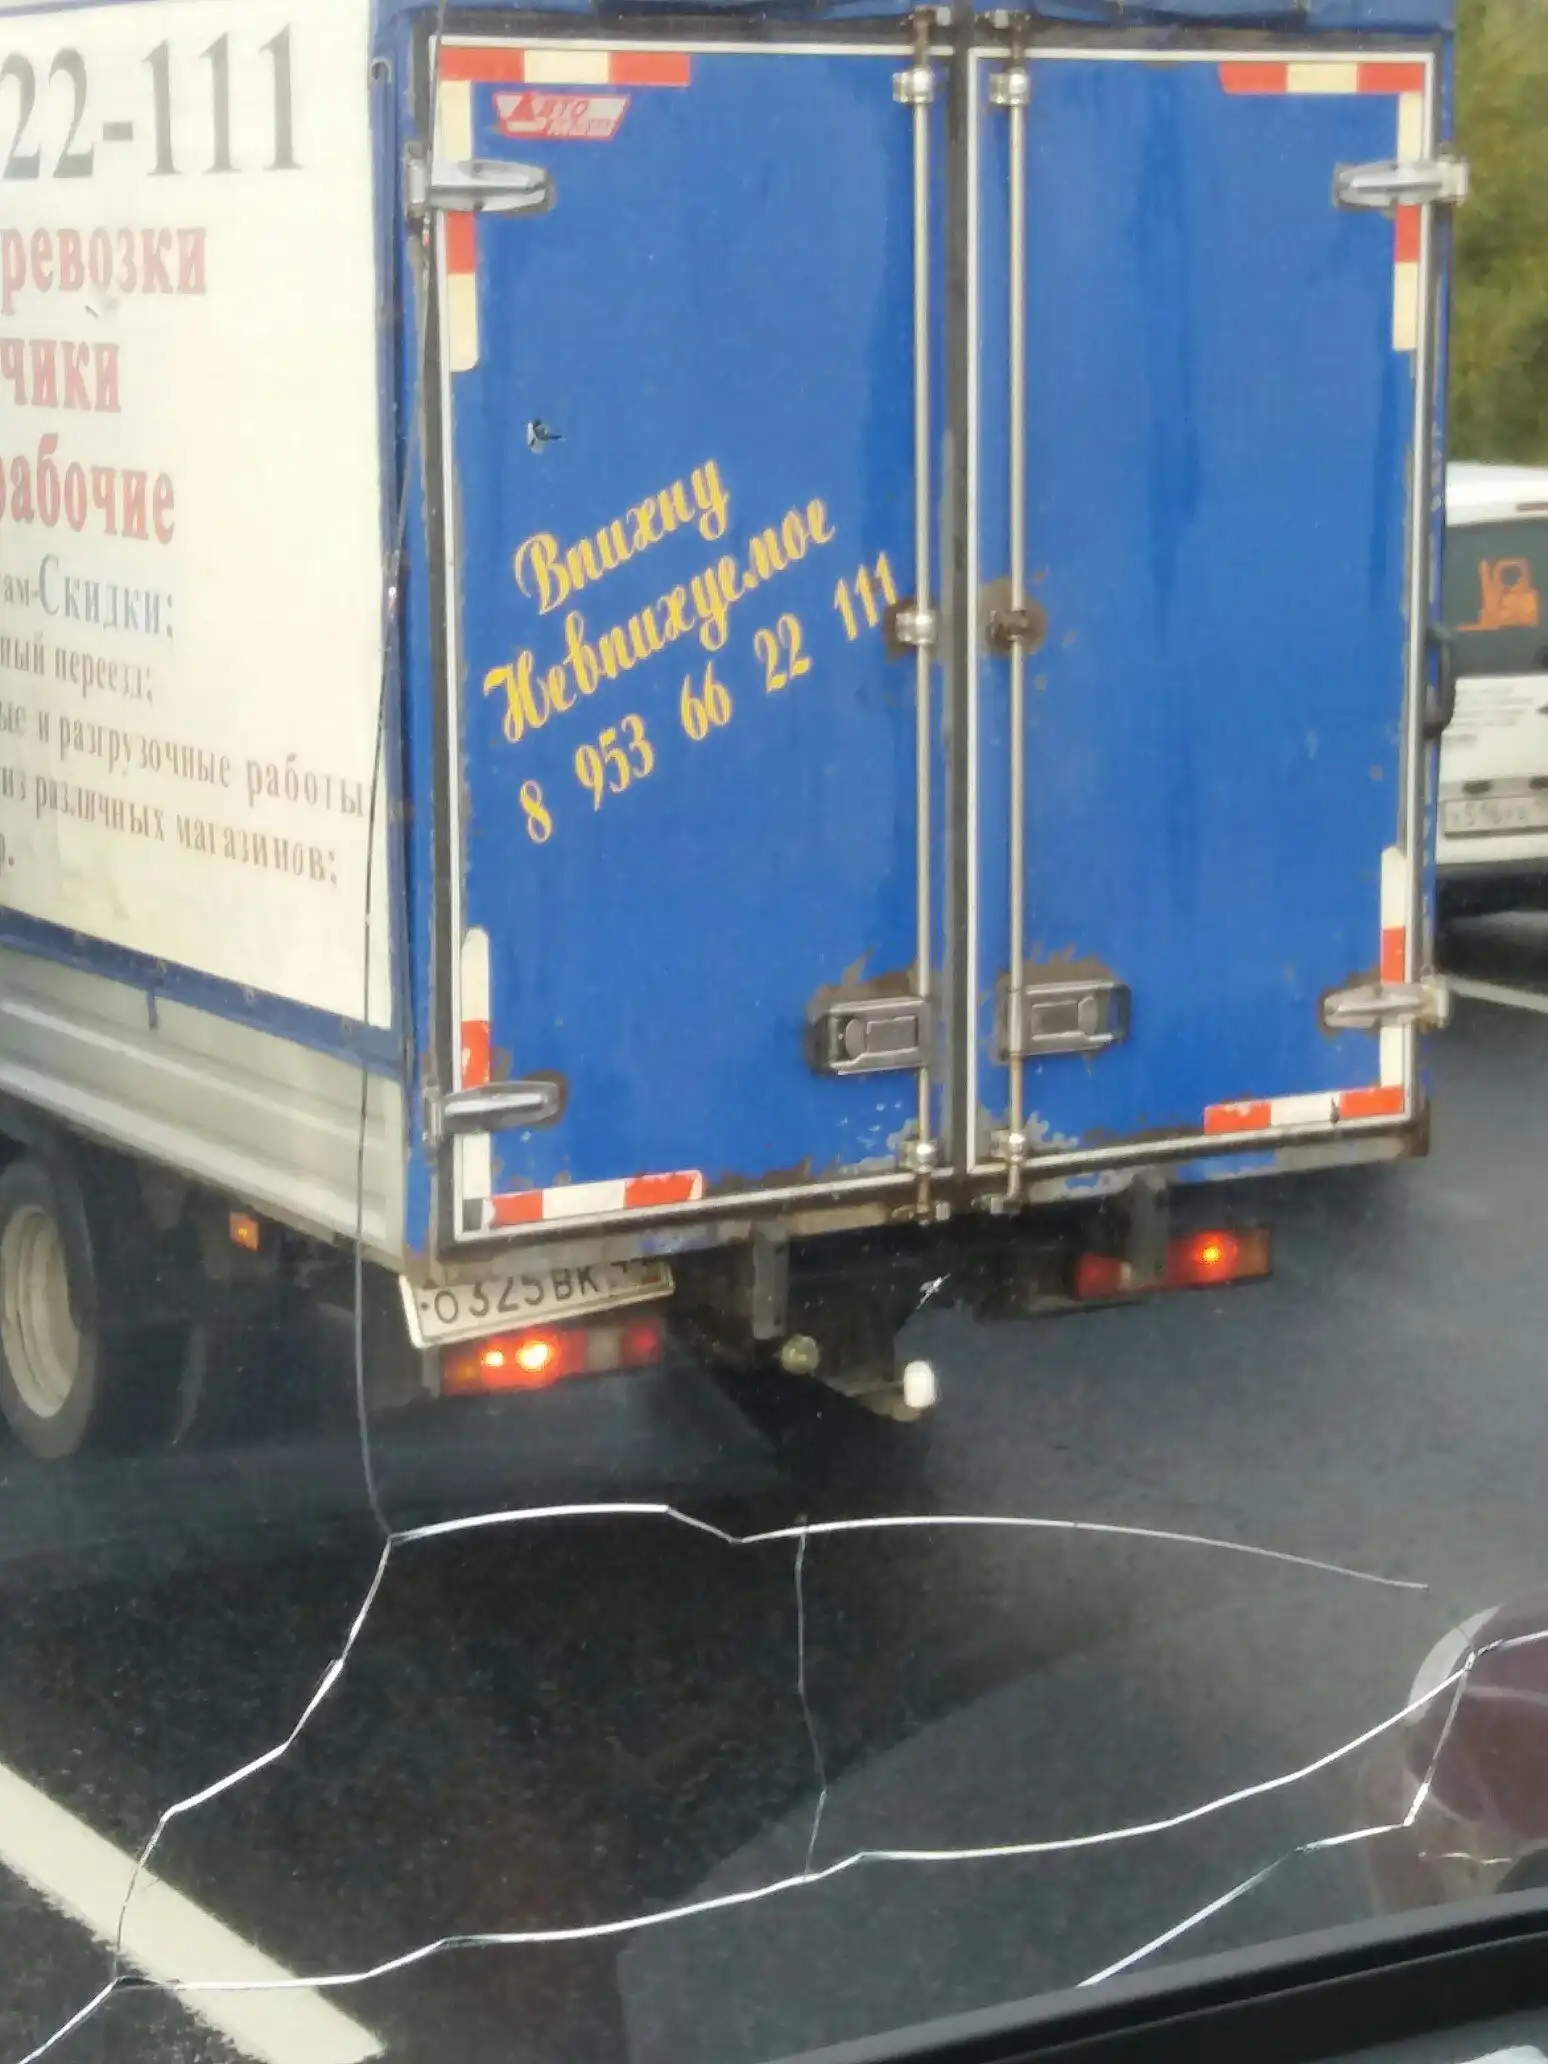 22-111
ревозки
чики
рабочие
ам-Скидки:
ный переезд;
ые и разгрузочные работы
из различных магазинов;
р.
АВТО
Впихну
Невпихуемое
8 953 66 22 111
О325ВК